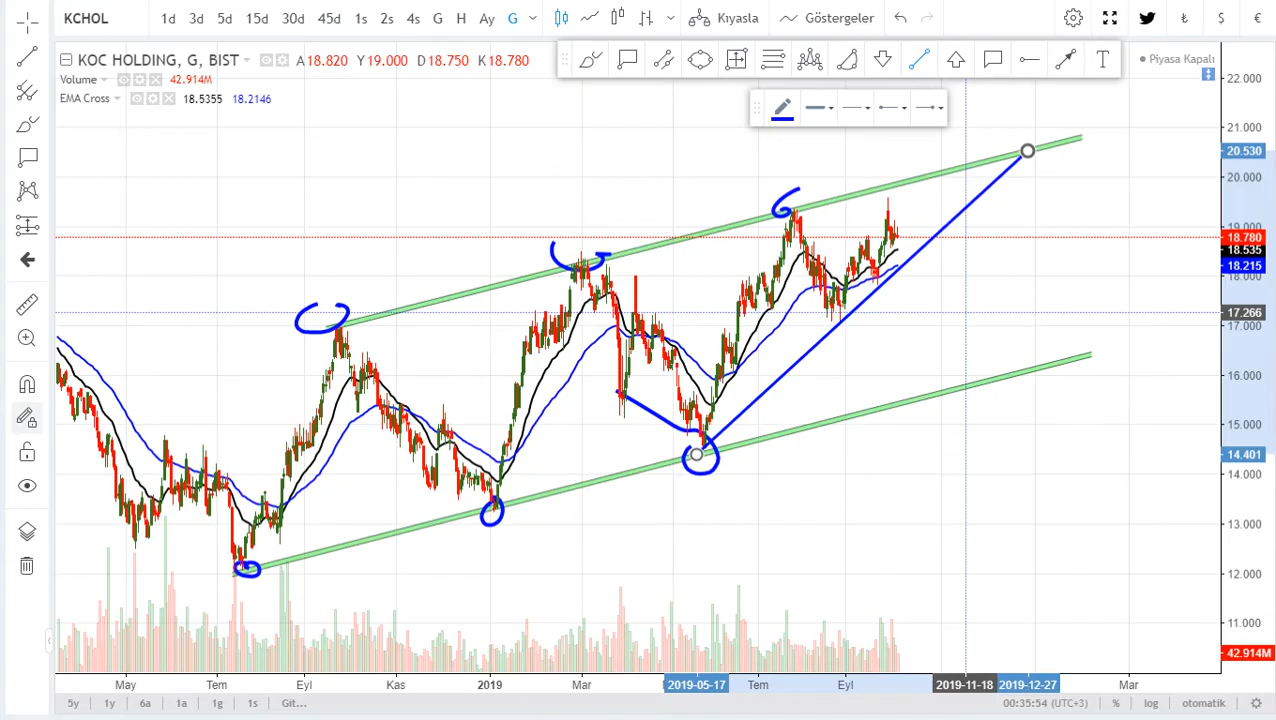 KCHOL 1d 3d 5d 15d 30d 45d 1s 2s 4s G H Ay G Kıyasla Göstergeler ₺ $ €
KOC HOLDING, G, BIST A 18.820 Y 19.000 D 18.750 K 18.780
Piyasa Kapalı
Volume 42.914M
EMA Cross 18.5355 18.2146
T
22.000
21.000
20.530
20.000
19.000
18.780
18.535
18.215
18.000
17.266
17.000
16.000
15.000
14.401
14.000
13.000
12.000
11.000
42.914M
May Tem Eyl Kas 2019 Mar 2019-05-17 Tem Eyl 2019-11-18 2019-12-27 Mar
5y 1y 6a 1a 1g 1s Git... 00:35:54 (UTC+3) % log otomatik